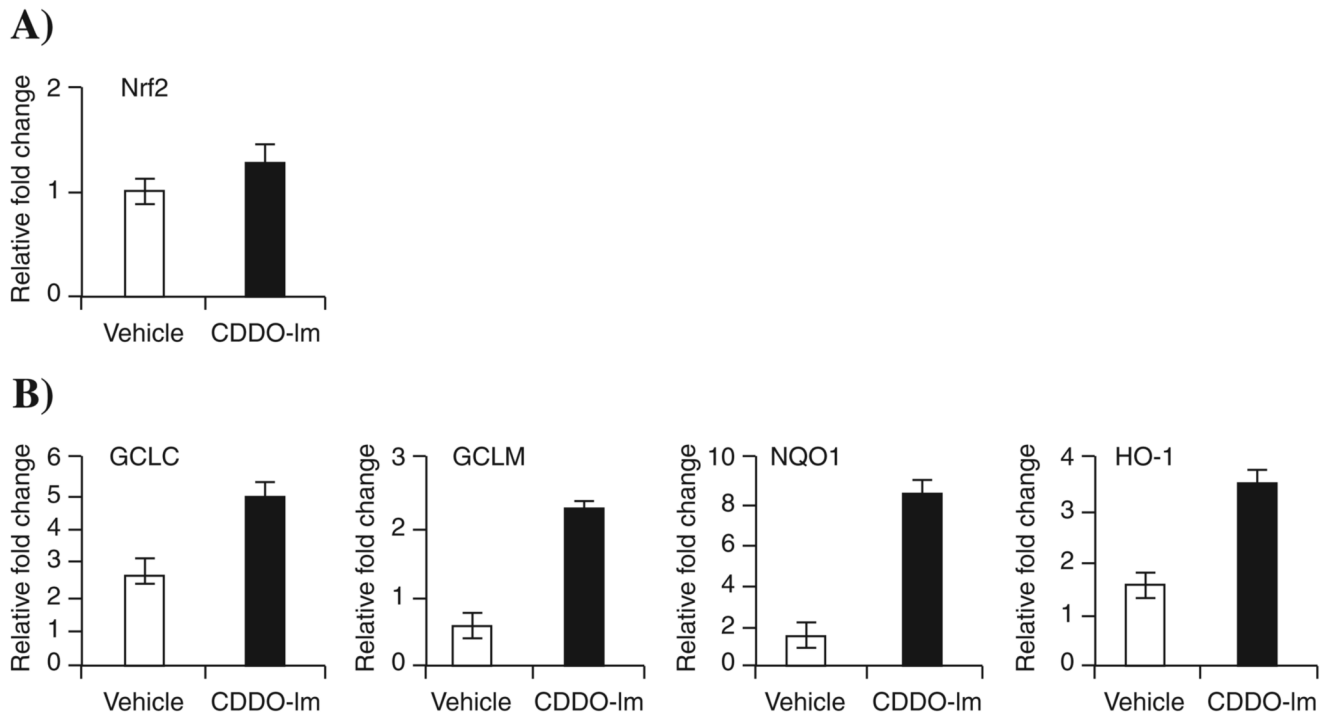 A)
Nrf2
Relative fold change
2
1
0
Vehicle CDDO-Im
B)
GCLC
Relative fold change
6
5
4
3
2
1
0
Vehicle CDDO-Im
GCLM
Relative fold change
3
2
1
0
Vehicle CDDO-Im
NQO1
Relative fold change
10
8
6
4
2
0
Vehicle CDDO-Im
HO-1
Relative fold change
4
3
2
1
0
Vehicle CDDO-Im